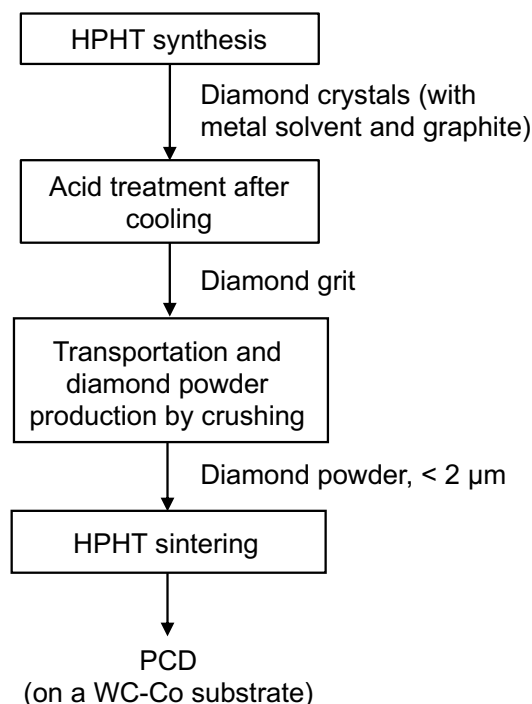 HPHT synthesis
Diamond crystals (with
metal solvent and graphite)
Acid treatment after
cooling
Diamond grit
Transportation and
diamond powder
production by crushing
Diamond powder, < 2 µm
HPHT sintering
PCD
(on a WC-Co substrate)